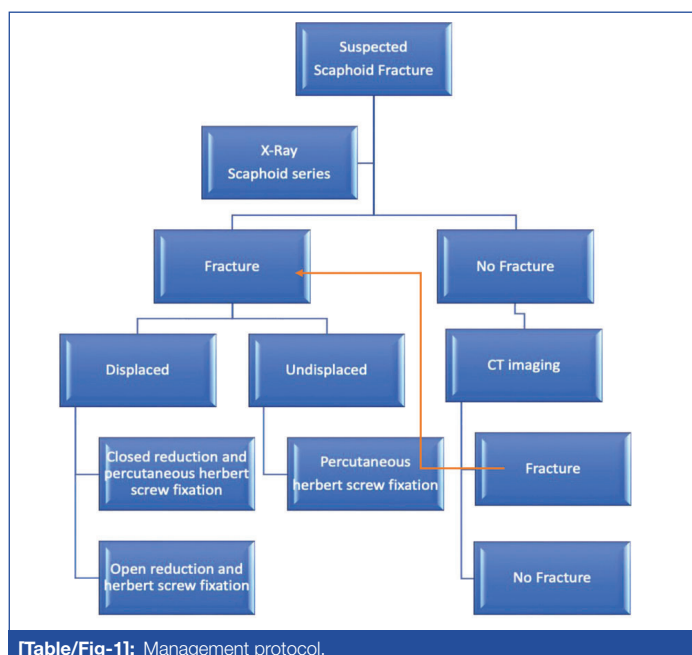 Suspected
Scaphoid Fracture
X-Ray
Scaphoid series
Fracture
No Fracture
Displaced
Undisplaced
CT imaging
Closed reduction and
percutaneous herbert
screw fixation
Percutaneous
herbert screw fixation
Fracture
Open reduction and
herbert screw fixation
No Fracture
[Table/Fig-1]: Management protocol.